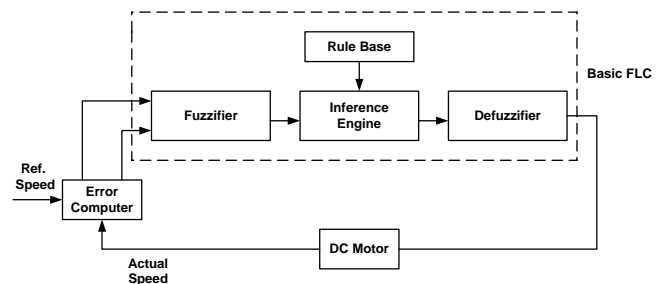 Rule Base
Basic FLC
Fuzzifier
Inference
Engine
Defuzzifier
Ref.
Speed
Error
Computer
DC Motor
Actual
Speed